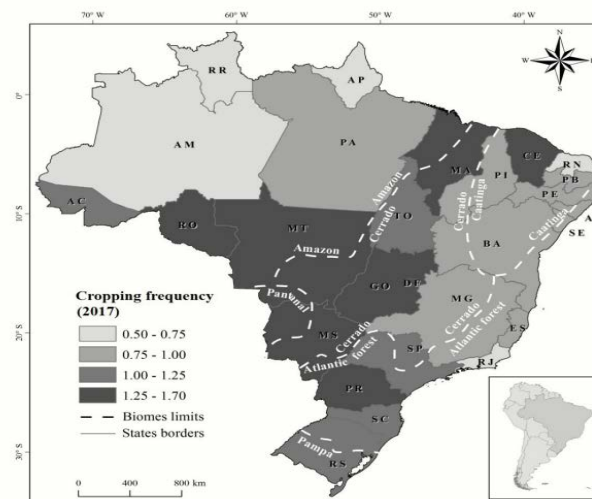 70° W
60° W
50° W
40° W
N
W
E
S
0°
10°S
20°S
30°S
RR
AP
AM
PA
MA
CE
RN
PB
PI
PE
AC
TO
SE
RO
MT
BA
GO
DF
MG
ES
MS
SP
RJ
PR
SC
RS
Amazon
Cerrado
Cerrado
Caatinga
Caatinga
Amazon
Pantanal
Cerrado
Atlantic forest
Cerrado
Atlantic forest
Pampa
Cropping frequency
(2017)
0.50 - 0.75
0.75 - 1.00
1.00 - 1.25
1.25 - 1.70
Biomes limits
States borders
0 400 800 km